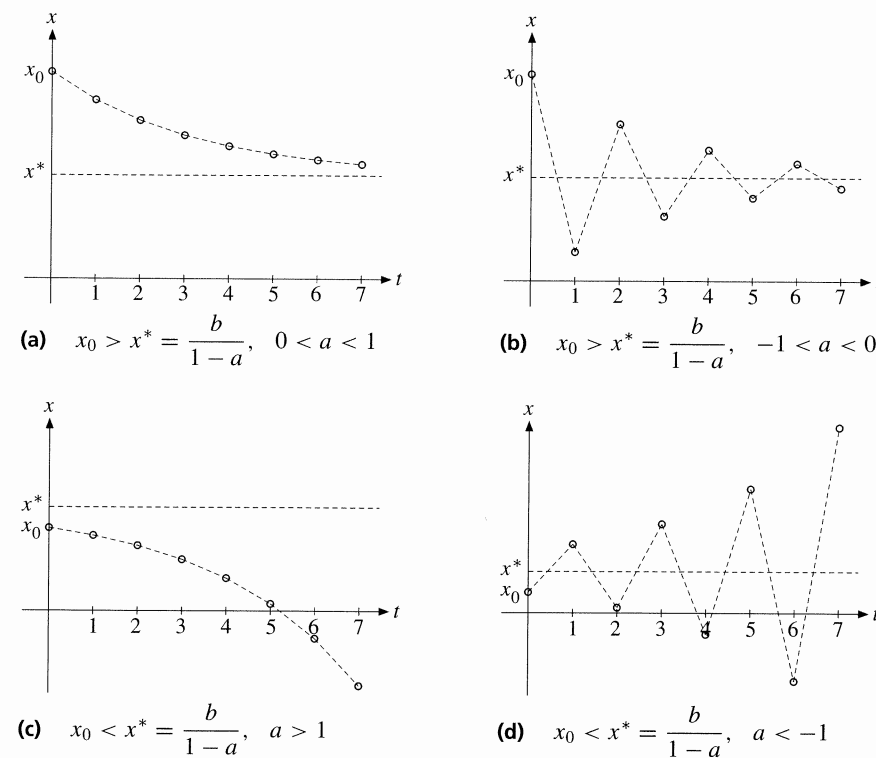 x
x₀
x*
t
1 2 3 4 5 6 7
(a) x₀ > x* = b/(1 − a), 0 < a < 1
x
x₀
x*
1 2 3 4 5 6 7
(b) x₀ > x* = b/(1 − a), −1 < a < 0
x
x*
x₀
t
1 2 3 4 5 6 7
(c) x₀ < x* = b/(1 − a), a > 1
x
x*
x₀
t
1 2 3 4 5 6 7
(d) x₀ < x* = b/(1 − a), a < −1